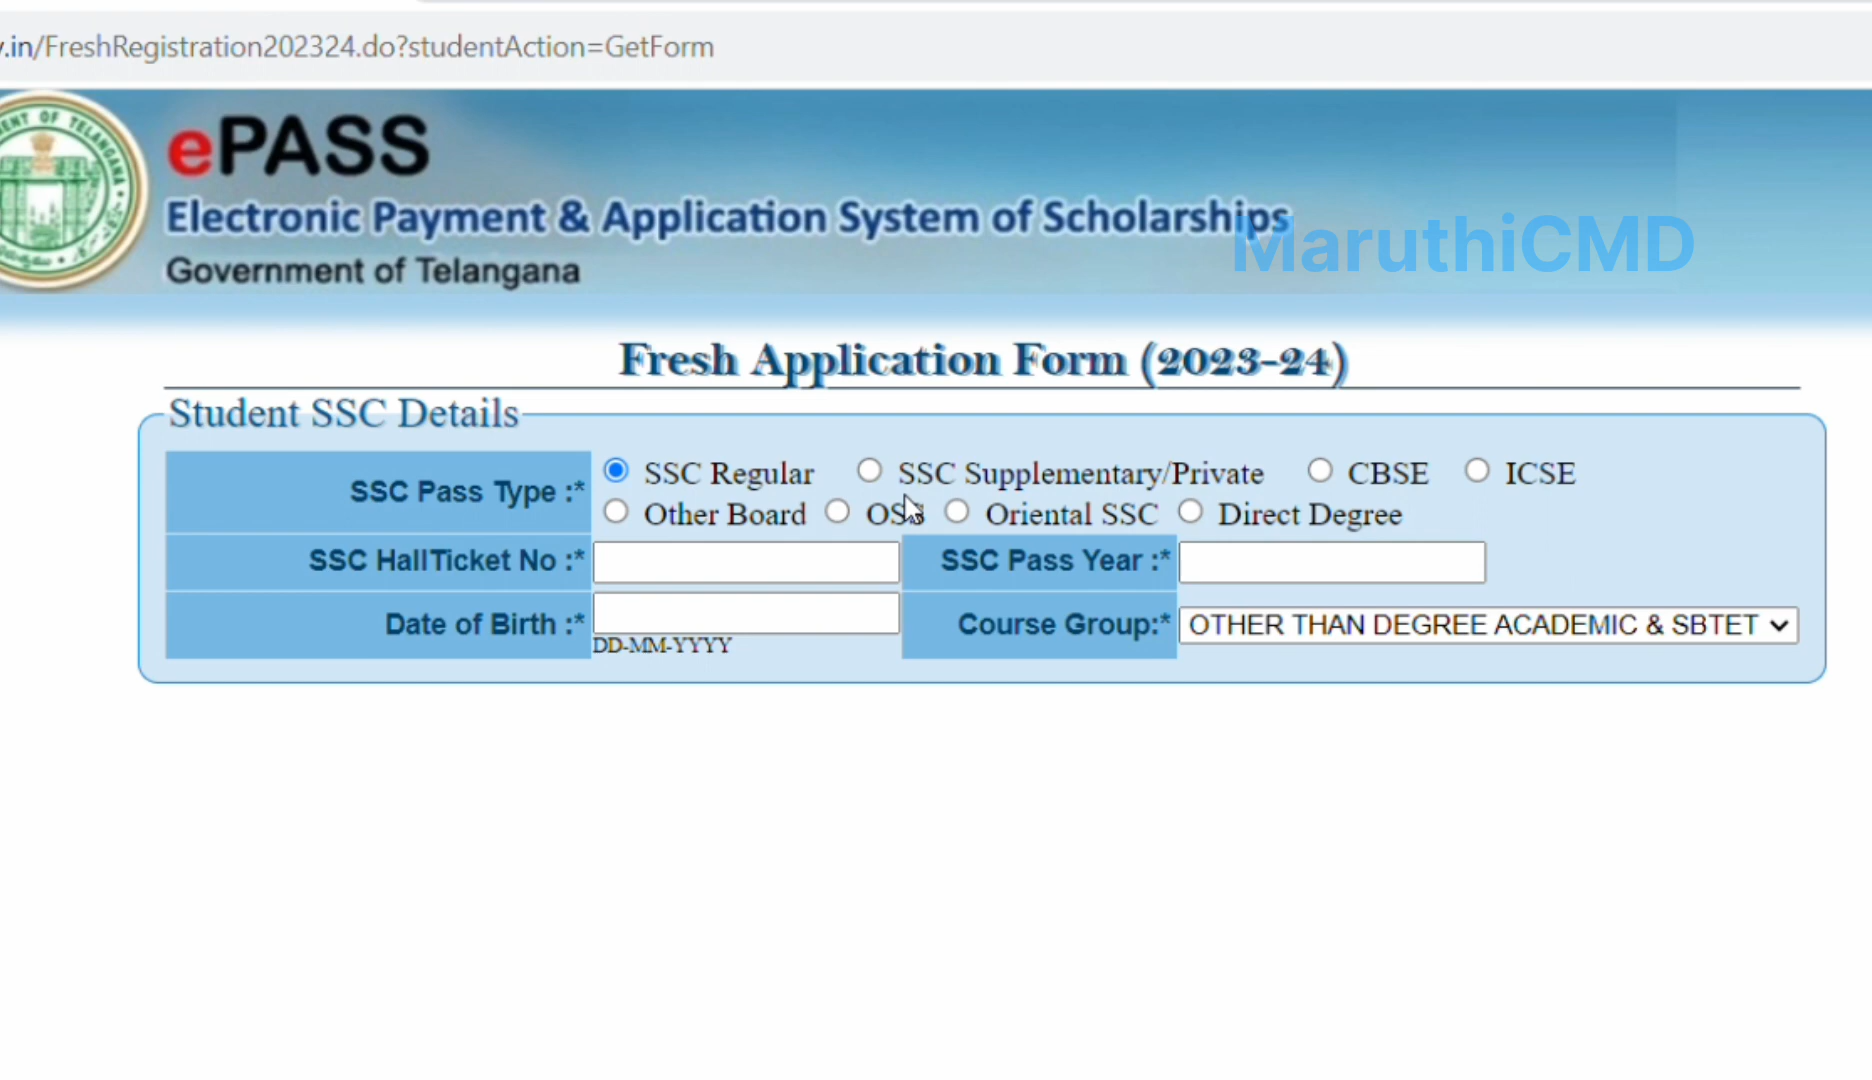 v.in/FreshRegistration202324.do?studentAction=GetForm
ePASS
Electronic Payment & Application System of Scholarships
Government of Telangana
MaruthiCMD
Fresh Application Form (2023-24)
Student SSC Details
SSC Pass Type :* SSC Regular SSC Supplementary/Private CBSE ICSE
Other Board Oriental SSC Direct Degree
SSC HallTicket No :* SSC Pass Year :*
Date of Birth :* Course Group:* OTHER THAN DEGREE ACADEMIC & SBTET
DD-MM-YYYY